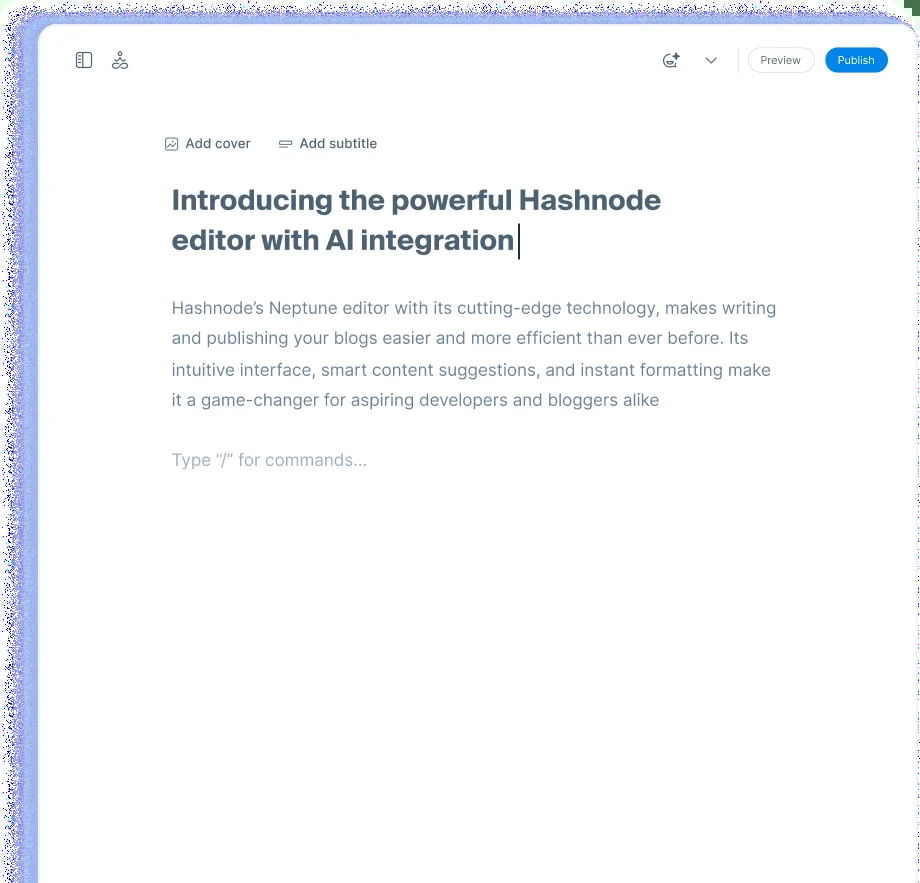 Preview
Publish
Add cover
Add subtitle
Introducing the powerful Hashnode
editor with AI integration
Hashnode’s Neptune editor with its cutting-edge technology, makes writing
and publishing your blogs easier and more efficient than ever before. Its
intuitive interface, smart content suggestions, and instant formatting make
it a game-changer for aspiring developers and bloggers alike
Type “/” for commands...